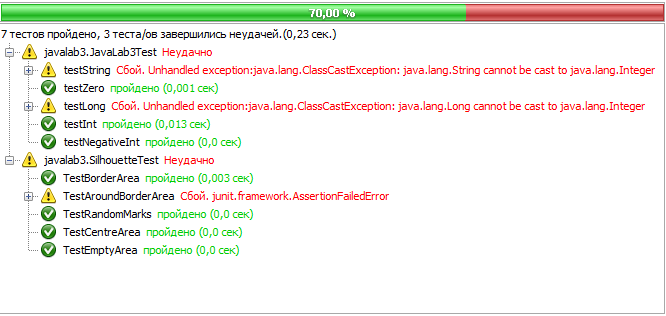 70,00 %
7 тестов пройдено, 3 теста/ов завершились неудачей.(0,23 сек.)
javalab3.JavaLab3Test Неудачно
testString Сбой. Unhandled exception:java.lang.ClassCastException: java.lang.String cannot be cast to java.lang.Integer
testZero пройдено (0,001 сек)
testLong Сбой. Unhandled exception:java.lang.ClassCastException: java.lang.Long cannot be cast to java.lang.Integer
testInt пройдено (0,013 сек)
testNegativeInt пройдено (0,0 сек)
javalab3.SilhouetteTest Неудачно
TestBorderArea пройдено (0,003 сек)
TestAroundBorderArea Сбой. junit.framework.AssertionFailedError
TestRandomMarks пройдено (0,0 сек)
TestCentreArea пройдено (0,0 сек)
TestEmptyArea пройдено (0,0 сек)